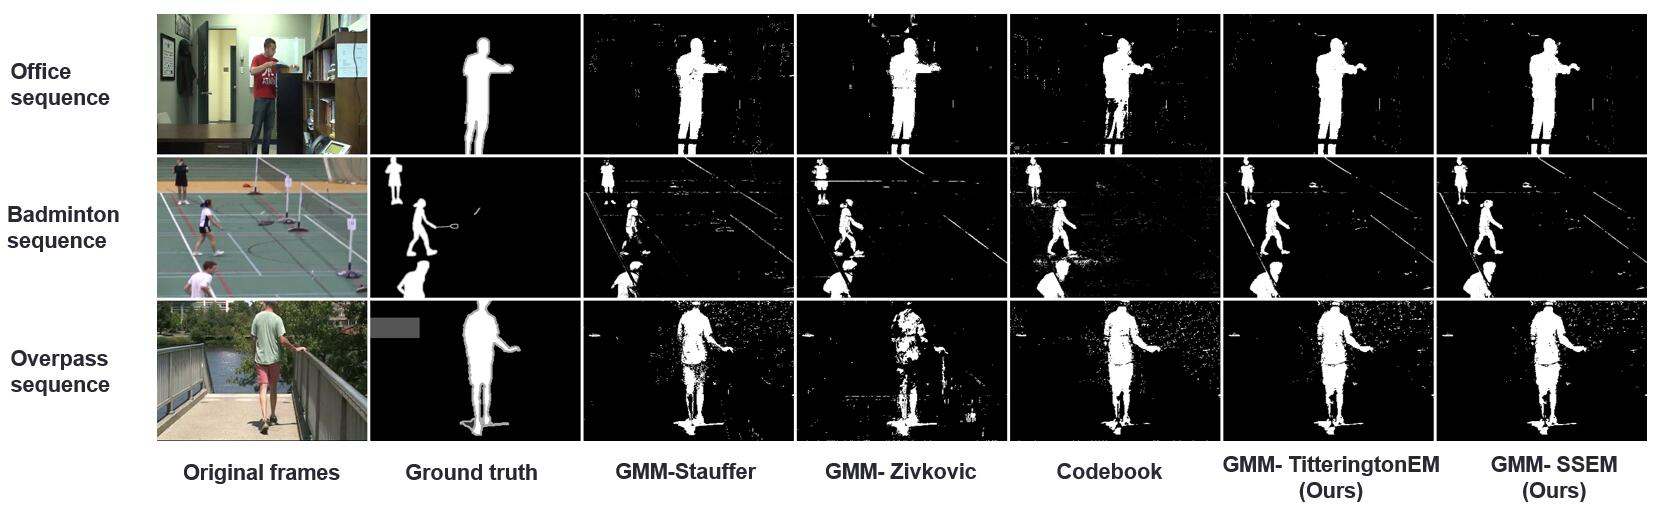 Office
sequence
Badminton
sequence
Overpass
sequence
Original frames
Ground truth
GMM-Stauffer
GMM- Zivkovic
Codebook
GMM- TitteringtonEM
(Ours)
GMM- SSEM
(Ours)